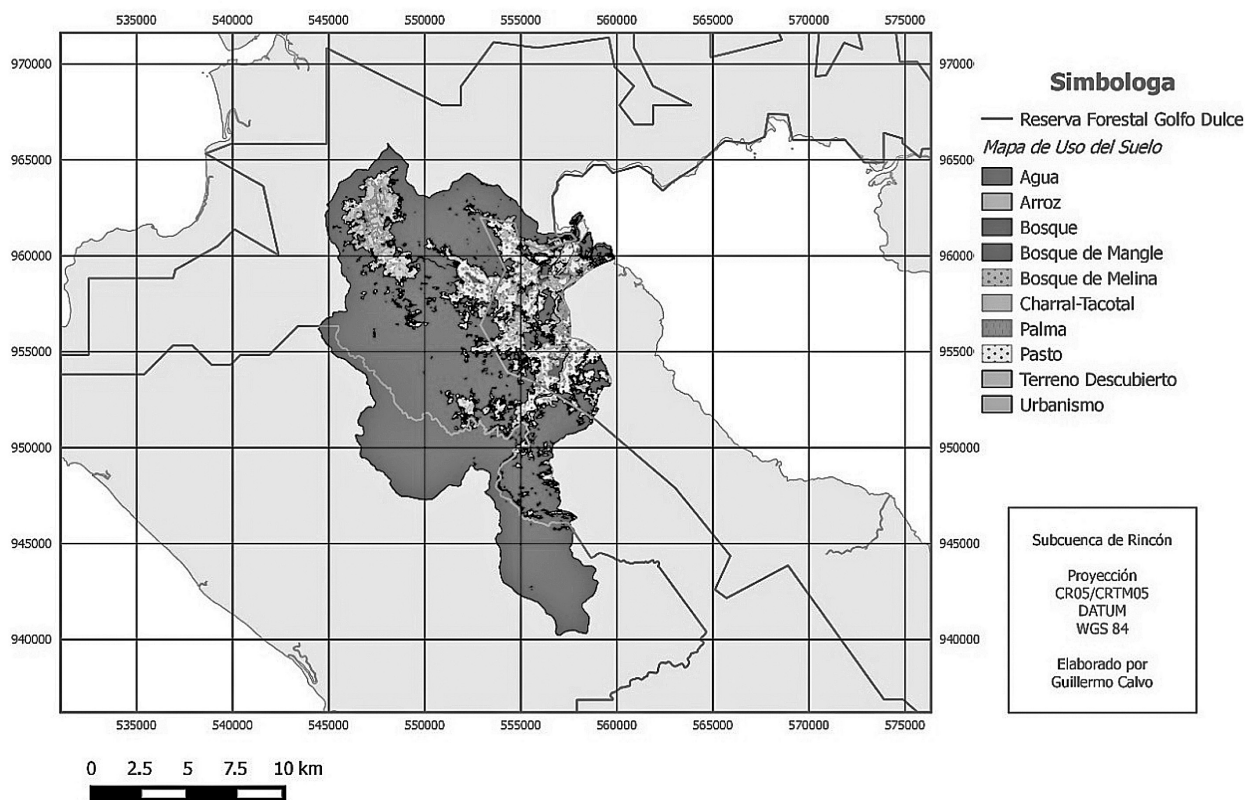 535000 540000 545000 550000 555000 560000 565000 570000 575000
970000 97000
965000 965000
960000 960000
955000 95500
950000 950000
945000 945000
940000 940000
535000 540000 545000 550000 555000 560000 565000 570000 575000
0 2.5 5 7.5 10 km
Simbologa
Reserva Forestal Golfo Dulce
Mapa de Uso del Suelo
Agua
Arroz
Bosque
Bosque de Mangle
Bosque de Melina
Charral-Tacotal
Palma
Pasto
Terreno Descubierto
Urbanismo
Subcuenca de Rincón
Proyección
CR05/CRTM05
DATUM
WGS 84
Elaborado por
Guillermo Calvo